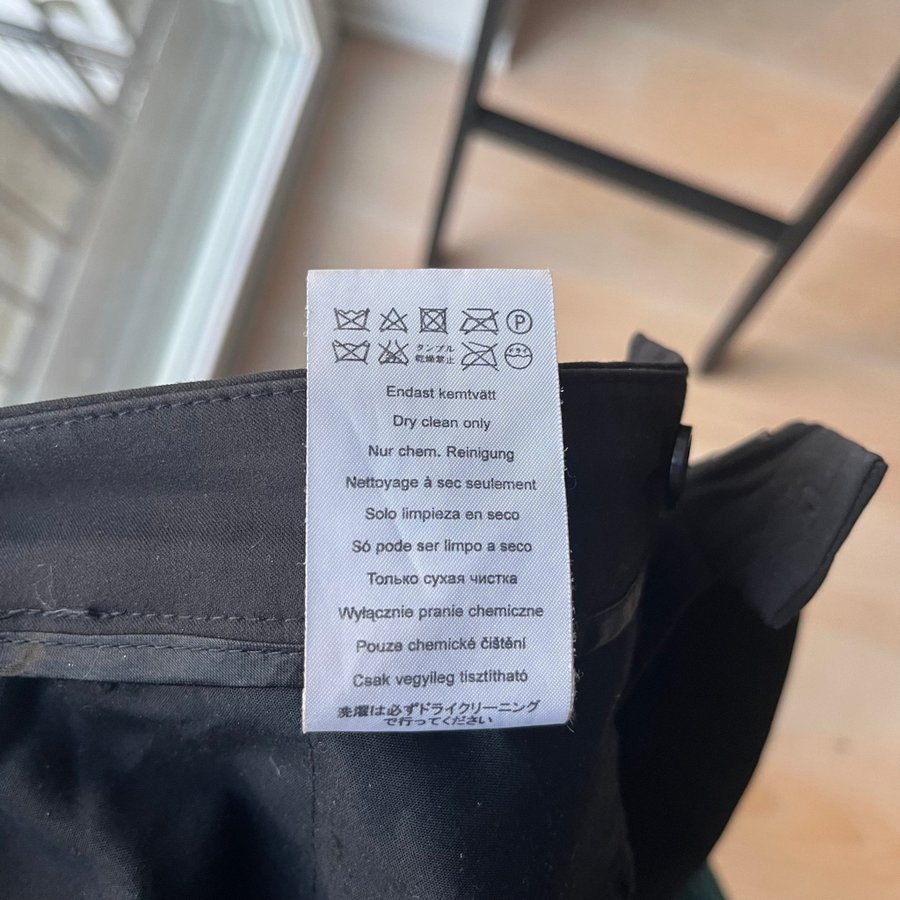 P
タンブル
乾燥禁止
Endast kemtvätt
Dry clean only
Nur chem. Reinigung
Nettoyage à sec seulement
Solo limpieza en seco
Só pode ser limpo a seco
Только сухая чистка
Wyłącznie pranie chemiczne
Pouze chemické čištění
Csak vegyileg tisztítható
洗濯は必ずドライクリーニング
で行ってください